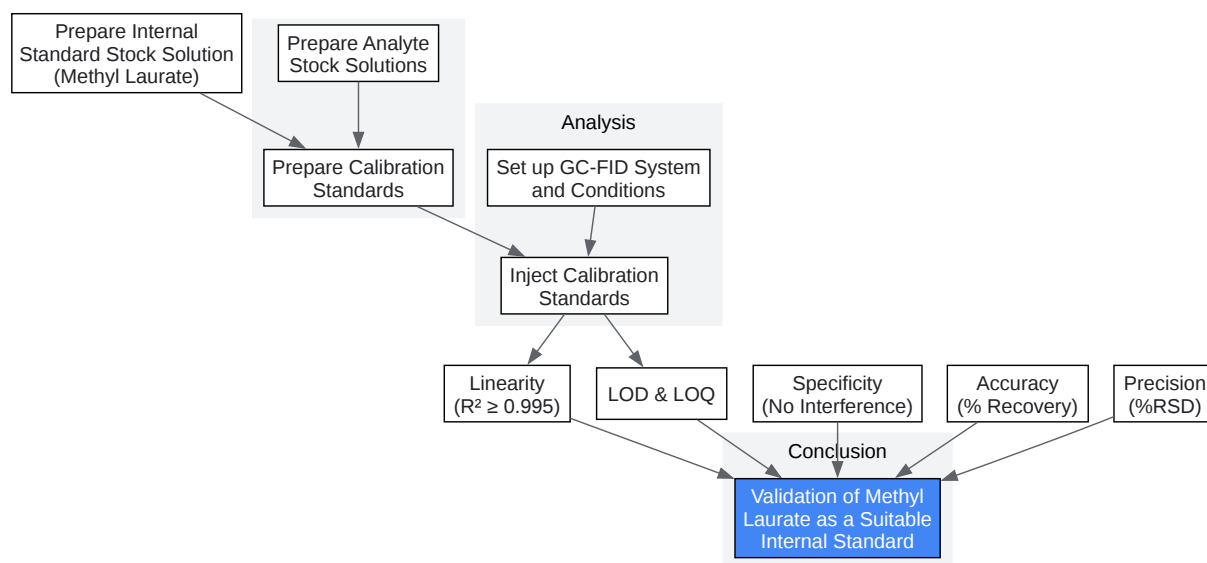 Prepare Internal
Standard Stock Solution
(Methyl Laurate)
Prepare Analyte
Stock Solutions
Analysis
Prepare Calibration
Standards
Set up GC-FID System
and Conditions
Inject Calibration
Standards
Linearity
(R² ≥ 0.995)
LOD & LOQ
Specificity
(No Interference)
Accuracy
(% Recovery)
Precision
(%RSD)
Conclusion
Validation of Methyl
Laurate as a Suitable
Internal Standard